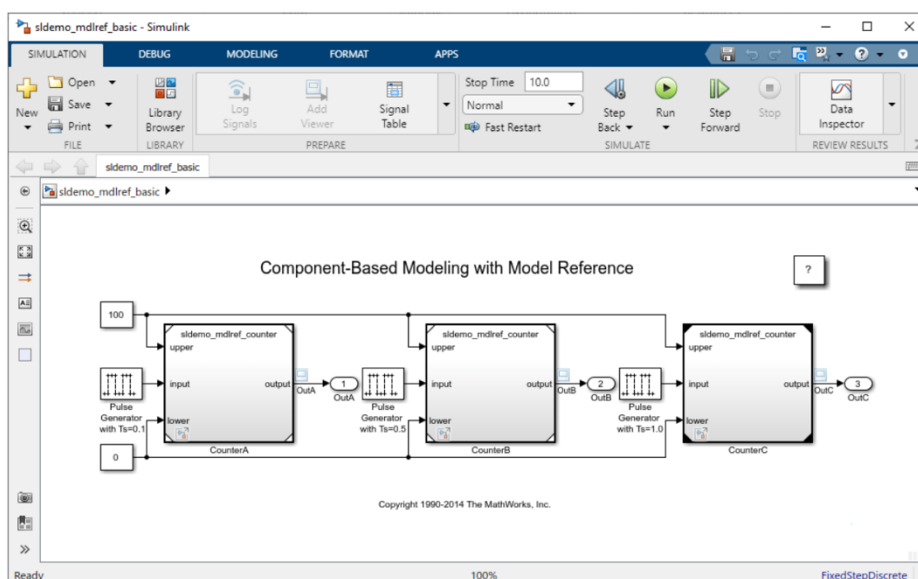 sldemo_mdlref_basic - Simulink
SIMULATION DEBUG MODELING FORMAT APPS
New
Open
Save
Print
FILE
Library
Browser
LIBRARY
Log
Signals
Add
Viewer
Signal
Table
PREPARE
Stop Time 10.0
Normal
Fast Restart
Step
Back
Run
Step
Forward
Stop
SIMULATE
Data
Inspector
REVIEW RESULTS
sldemo_mdlref_basic
sldemo_mdlref_basic
Component-Based Modeling with Model Reference
?
100
sldemo_mdlref_counter
upper
input
output
lower
CounterA
Pulse
Generator
with Ts=0.1
0
OutA
1
OutA
sldemo_mdlref_counter
upper
input
output
lower
CounterB
Pulse
Generator
with Ts=0.5
OutB
2
OutB
sldemo_mdlref_counter
upper
input
output
lower
CounterC
Pulse
Generator
with Ts=1.0
OutC
3
OutC
Copyright 1990-2014 The MathWorks, Inc.
Ready 100% FixedStepDiscrete